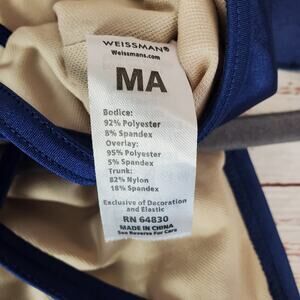 WEISSMAN®
Weissmans.com
MA
Bodice:
92% Polyester
8% Spandex
Overlay:
95% Polyester
5% Spandex
Trunk:
82% Nylon
18% Spandex
Exclusive of Decoration
and Elastic
RN 64830
MADE IN CHINA
See Reverse For Care